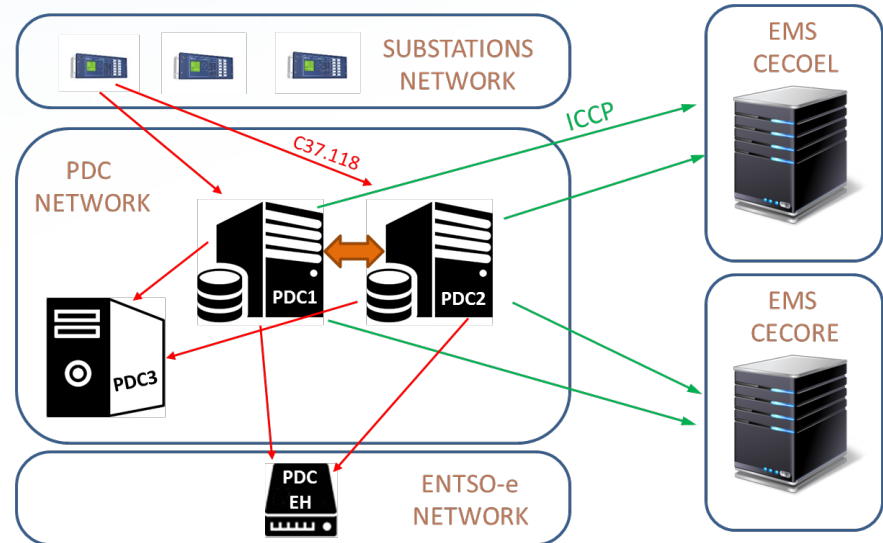 SUBSTATIONS
NETWORK
EMS
CECOEL
ICCP
C37.118
PDC
NETWORK
PDC1
PDC2
PDC3
EMS
CECORE
PDC
EH
ENTSO-e
NETWORK